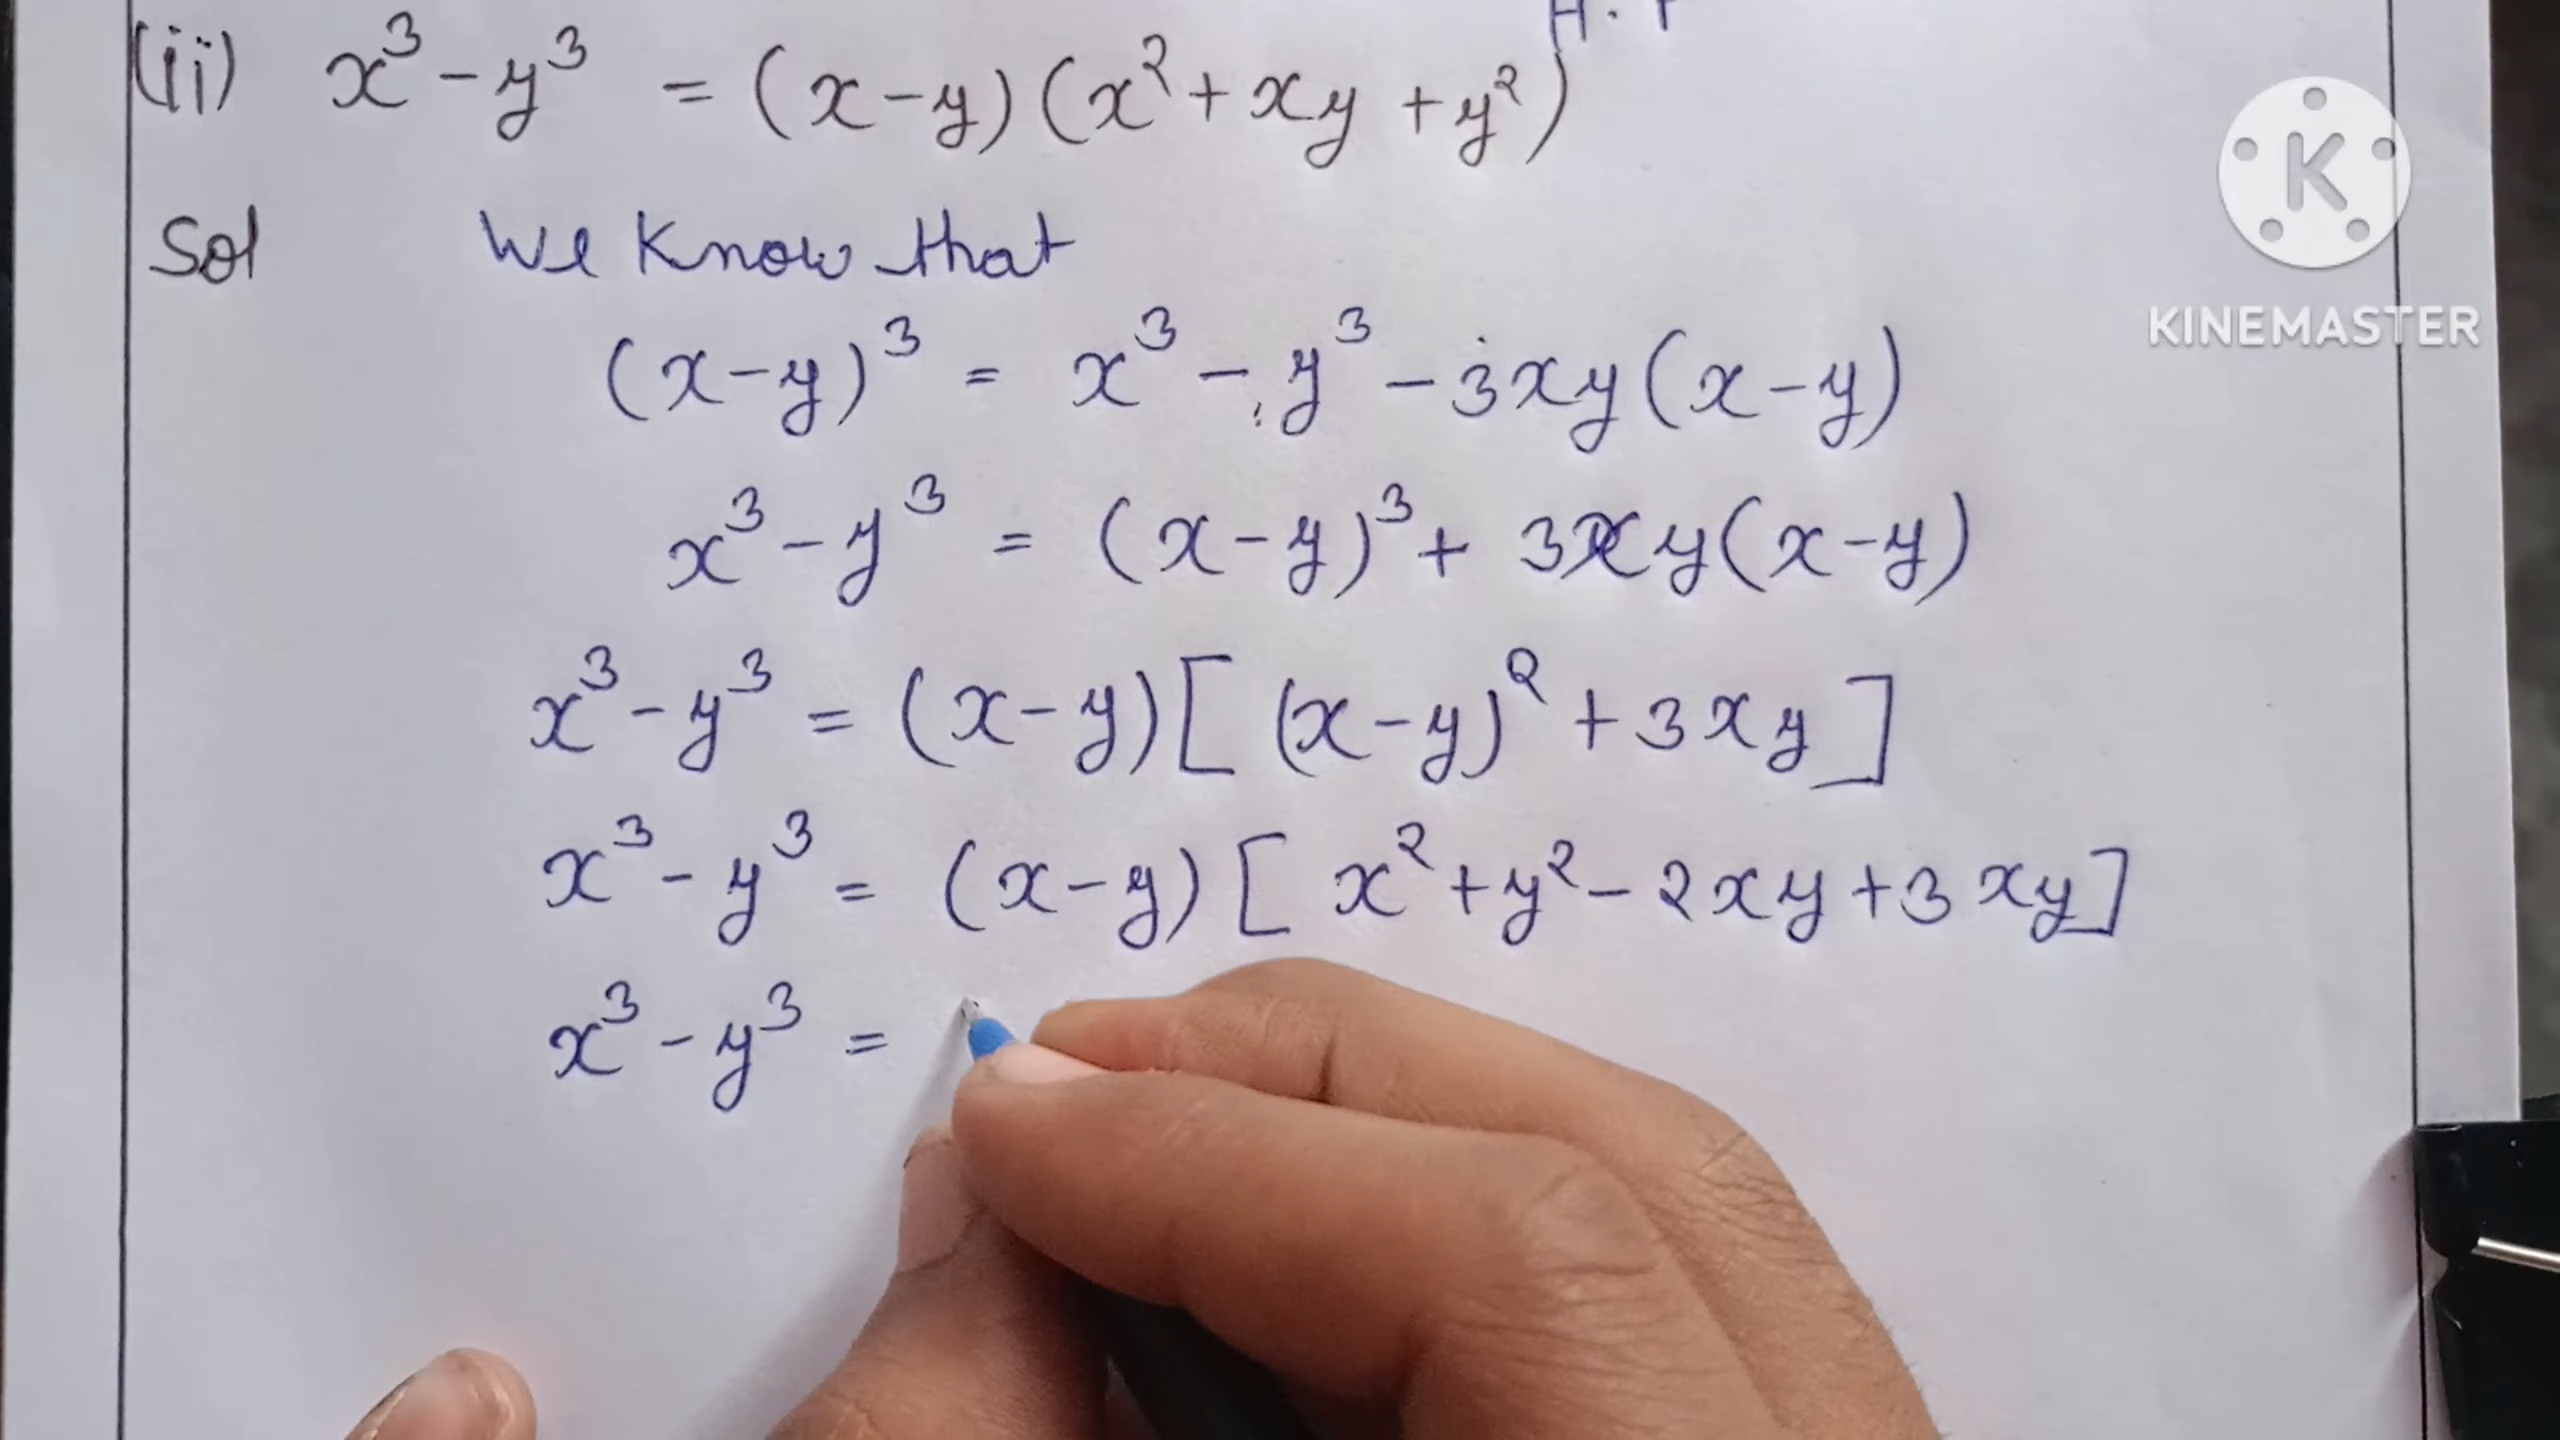 H.P
(ii) x³ - y³ = (x-y)(x² + xy + y²)
Sol We Know that
(x-y)³ = x³ - y³ - 3xy(x-y)
x³ - y³ = (x-y)³ + 3xy(x-y)
x³ - y³ = (x-y)[(x-y)² + 3xy]
x³ - y³ = (x-y)[x² + y² - 2xy + 3xy]
x³ - y³ =
K
KINEMASTER